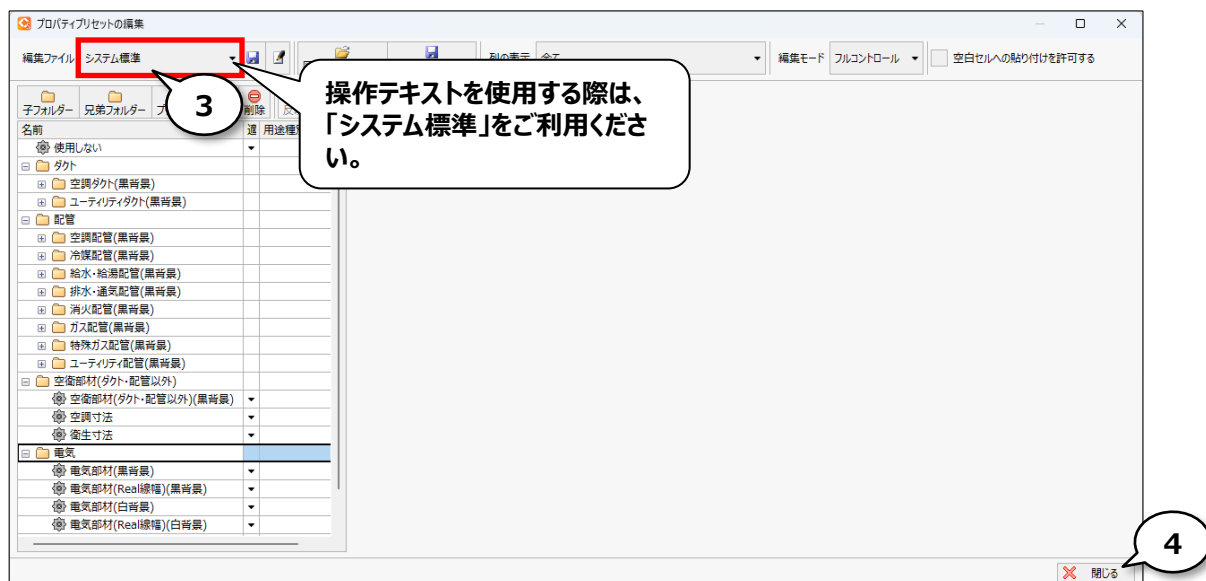 プロパティプリセットの編集
編集ファイル システム標準 列の表示 全て 編集モード フルコントロール 空白セルへの貼り付けを許可する
3
操作テキストを使用する際は、
「システム標準」をご利用くださ
い。
子フォルダー 兄弟フォルダー 削除
名前 用途種別
使用しない
ダクト
空調ダクト(黒背景)
ユーティリティダクト(黒背景)
配管
空調配管(黒背景)
冷媒配管(黒背景)
給水・給湯配管(黒背景)
排水・通気配管(黒背景)
消火配管(黒背景)
ガス配管(黒背景)
特殊ガス配管(黒背景)
ユーティリティ配管(黒背景)
空衛部材(ダクト・配管以外)
空衛部材(ダクト・配管以外)(黒背景)
空調寸法
衛生寸法
電気
電気部材(黒背景)
電気部材(Real線幅)(黒背景)
電気部材(白背景)
電気部材(Real線幅)(白背景)
4
閉じる